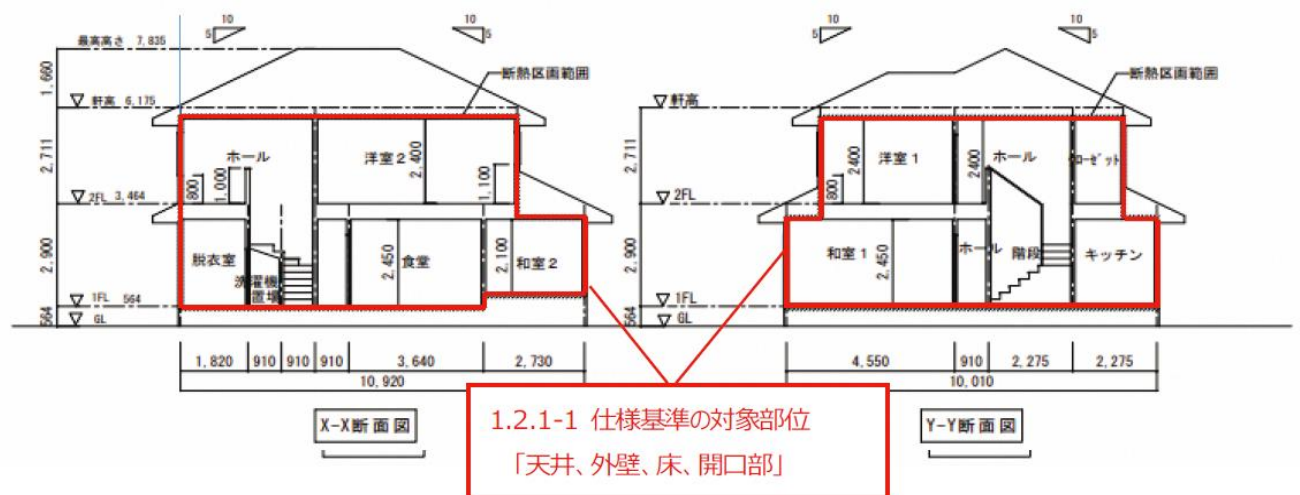 10
5
10
5
最高高さ 7,835
断熱区画範囲
1,660
軒高 6,175
2,711
ホール
洋室2
2,400
800
1,000
1,100
2FL 3,464
2,900
脱衣室
洗濯機
置場
2,450
食堂
2,100
和室2
1FL 564
564
GL
1,820 910 910 910 3,640 2,730
10,920
X-X断面図
10
5
10
5
断熱区画範囲
軒高
2,711
2400
洋室1
2400
ホール
クローゼット
800
2FL
2,900
和室1
2,450
ホール
階段
キッチン
1FL
564
GL
4,550 910 2,275 2,275
10,010
Y-Y断面図
1.2.1-1 仕様基準の対象部位
「天井、外壁、床、開口部」